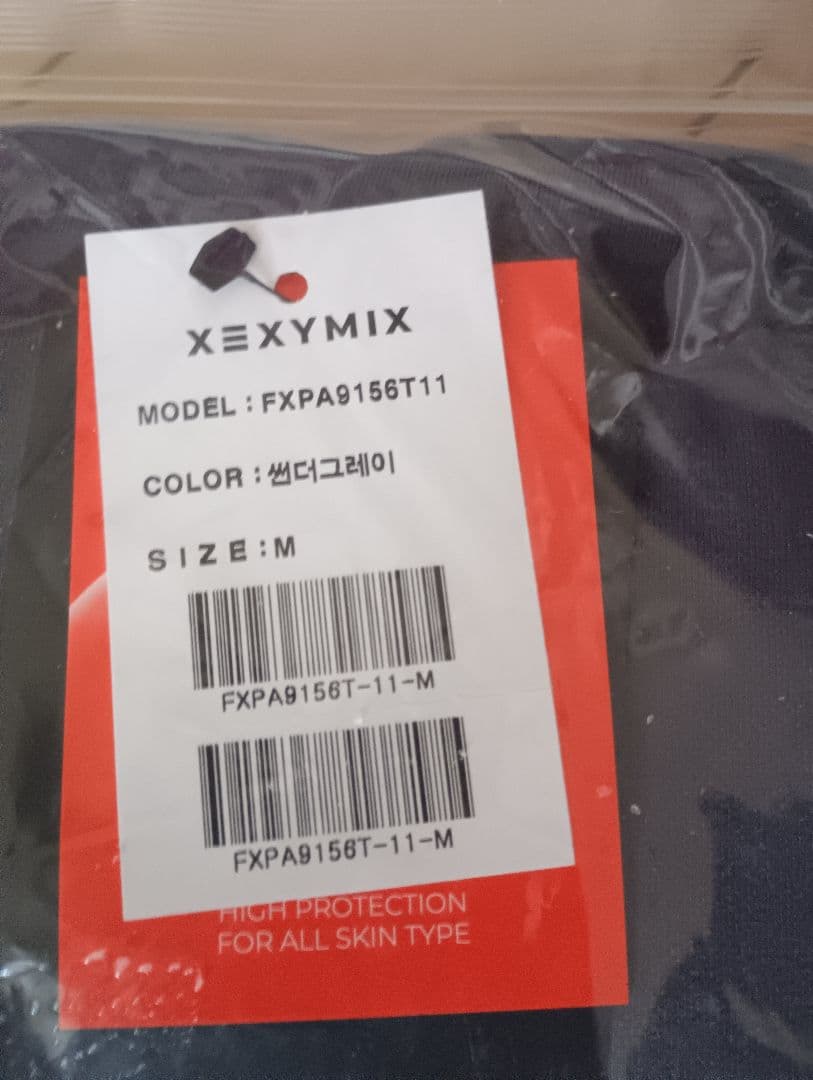 XEXYMIX
MODEL : FXPA9156T11
COLOR : 썬더그레이
SIZE : M
FXPA9156T-11-M
FXPA9156T-11-M
HIGH PROTECTION
FOR ALL SKIN TYPE